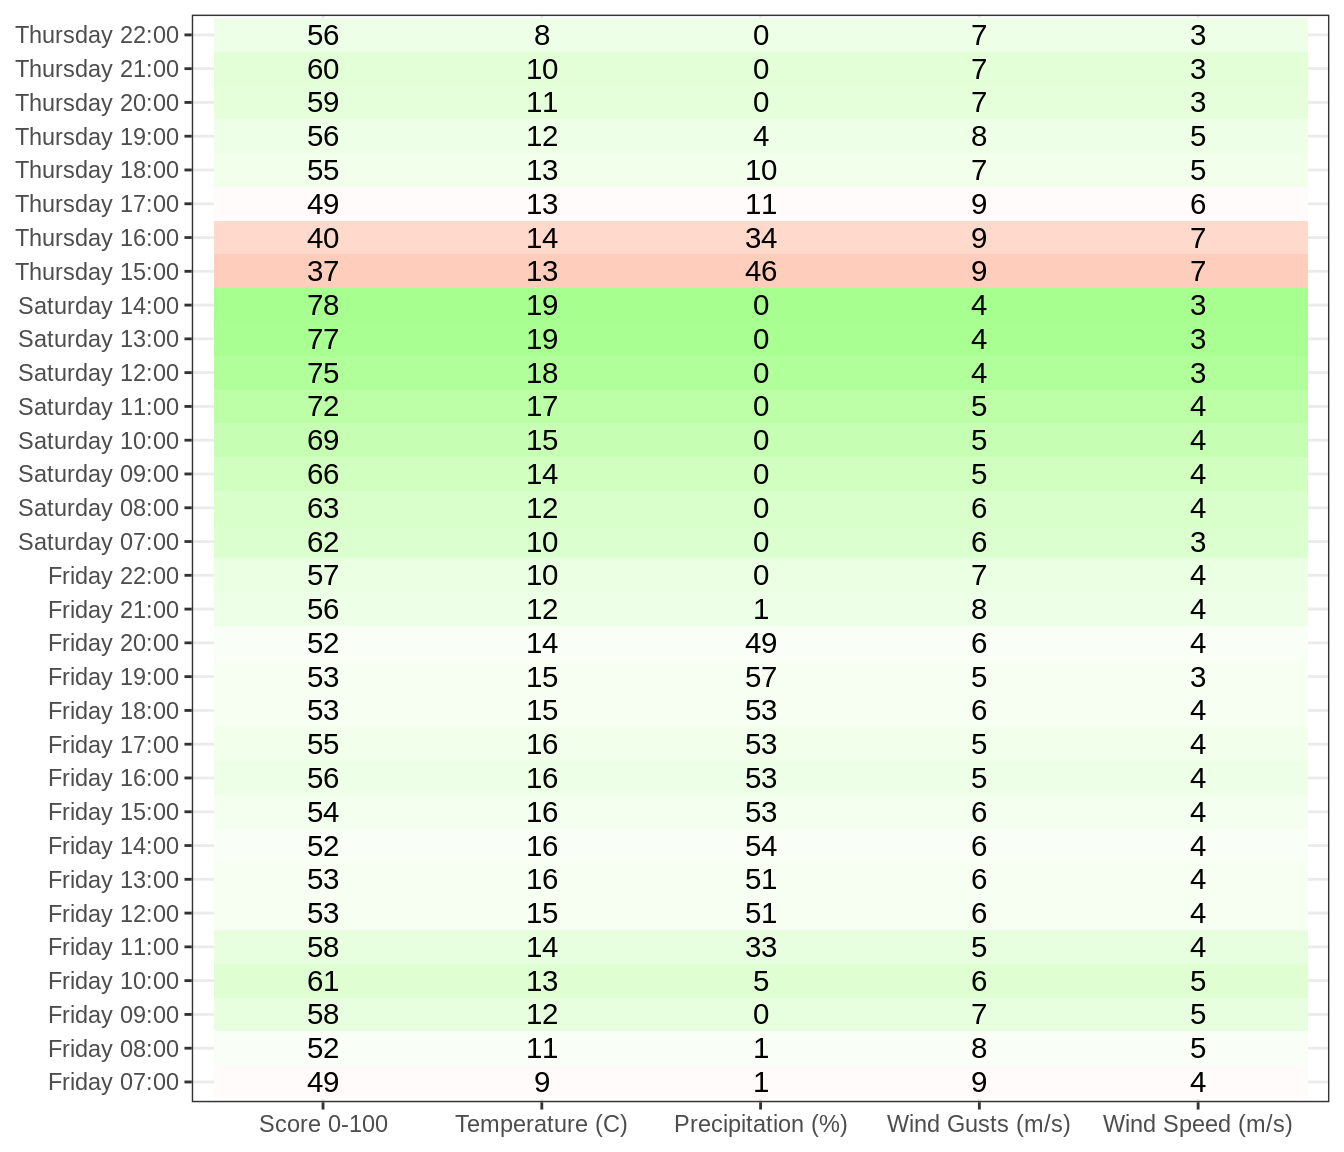 Thursday 22:00 56 8 0 7 3
Thursday 21:00 60 10 0 7 3
Thursday 20:00 59 11 0 7 3
Thursday 19:00 56 12 4 8 5
Thursday 18:00 55 13 10 7 5
Thursday 17:00 49 13 11 9 6
Thursday 16:00 40 14 34 9 7
Thursday 15:00 37 13 46 9 7
Saturday 14:00 78 19 0 4 3
Saturday 13:00 77 19 0 4 3
Saturday 12:00 75 18 0 4 3
Saturday 11:00 72 17 0 5 4
Saturday 10:00 69 15 0 5 4
Saturday 09:00 66 14 0 5 4
Saturday 08:00 63 12 0 6 4
Saturday 07:00 62 10 0 6 3
Friday 22:00 57 10 0 7 4
Friday 21:00 56 12 1 8 4
Friday 20:00 52 14 49 6 4
Friday 19:00 53 15 57 5 3
Friday 18:00 53 15 53 6 4
Friday 17:00 55 16 53 5 4
Friday 16:00 56 16 53 5 4
Friday 15:00 54 16 53 6 4
Friday 14:00 52 16 54 6 4
Friday 13:00 53 16 51 6 4
Friday 12:00 53 15 51 6 4
Friday 11:00 58 14 33 5 4
Friday 10:00 61 13 5 6 5
Friday 09:00 58 12 0 7 5
Friday 08:00 52 11 1 8 5
Friday 07:00 49 9 1 9 4
Score 0-100 Temperature (C) Precipitation (%) Wind Gusts (m/s) Wind Speed (m/s)